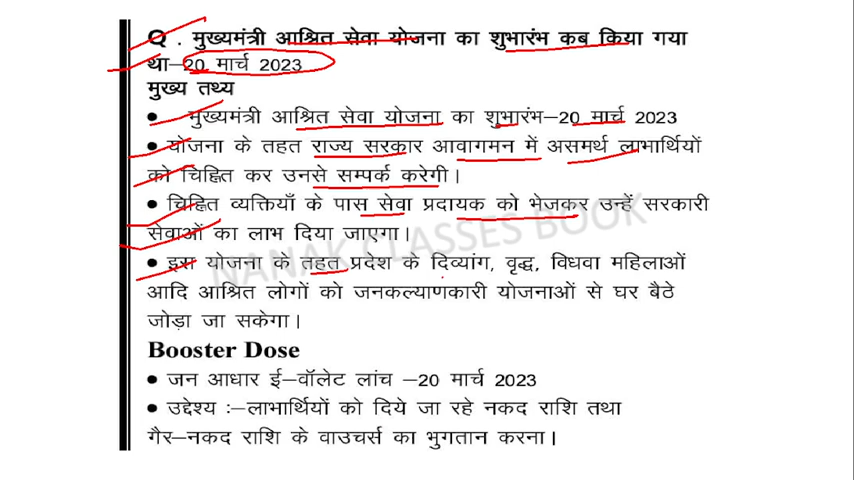 Q . मुख्यमंत्री आश्रित सेवा योजना का शुभारंभ कब किया गया
था–20 मार्च 2023
मुख्य तथ्य
• मुख्यमंत्री आश्रित सेवा योजना का शुभारंभ–20 मार्च 2023
• योजना के तहत राज्य सरकार आवागमन में असमर्थ लाभार्थियों
को चिह्नित कर उनसे सम्पर्क करेगी।
• चिह्नित व्यक्तियाँ के पास सेवा प्रदायक को भेजकर उन्हें सरकारी
सेवाओं का लाभ दिया जाएगा।
NANAK CLASSES BOOK
• इस योजना के तहत प्रदेश के दिव्यांग, वृद्ध, विधवा महिलाओं
आदि आश्रित लोगों को जनकल्याणकारी योजनाओं से घर बैठे
जोड़ा जा सकेगा।
Booster Dose
• जन आधार ई–वॉलेट लांच –20 मार्च 2023
• उद्देश्य :–लाभार्थियों को दिये जा रहे नकद राशि तथा
गैर–नकद राशि के वाउचर्स का भुगतान करना।